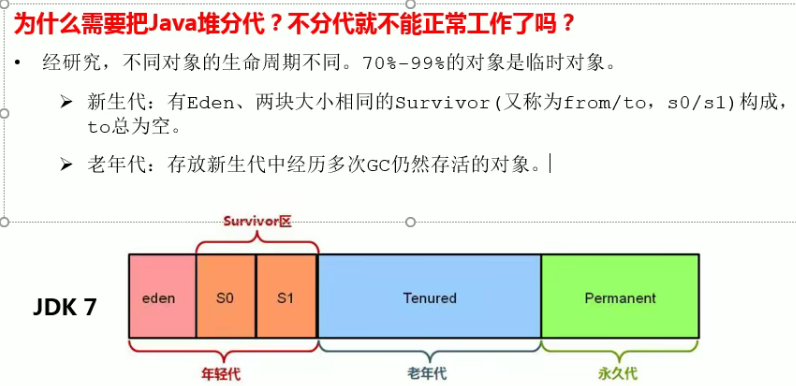 为什么需要把Java堆分代？不分代就不能正常工作了吗？
• 经研究，不同对象的生命周期不同。70%-99%的对象是临时对象。
➢ 新生代：有Eden、两块大小相同的Survivor(又称为from/to，s0/s1)构成，
to总为空。
➢ 老年代：存放新生代中经历多次GC仍然存活的对象。
Survivor区
JDK 7
eden
S0
S1
Tenured
Permanent
年轻代
老年代
永久代